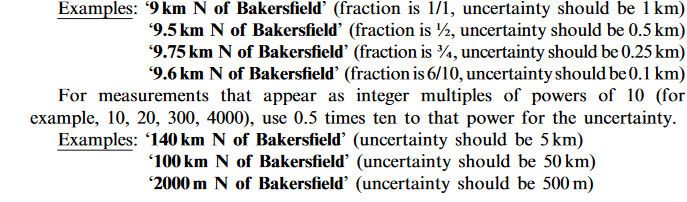 Examples: ‘9 km N of Bakersfield’ (fraction is 1/1, uncertainty should be 1 km)
‘9.5 km N of Bakersfield’ (fraction is ½, uncertainty should be 0.5 km)
‘9.75 km N of Bakersfield’ (fraction is ¾, uncertainty should be 0.25 km)
‘9.6 km N of Bakersfield’ (fraction is 6/10, uncertainty should be 0.1 km)
For measurements that appear as integer multiples of powers of 10 (for
example, 10, 20, 300, 4000), use 0.5 times ten to that power for the uncertainty.
Examples: ‘140 km N of Bakersfield’ (uncertainty should be 5 km)
‘100 km N of Bakersfield’ (uncertainty should be 50 km)
‘2000 m N of Bakersfield’ (uncertainty should be 500 m)